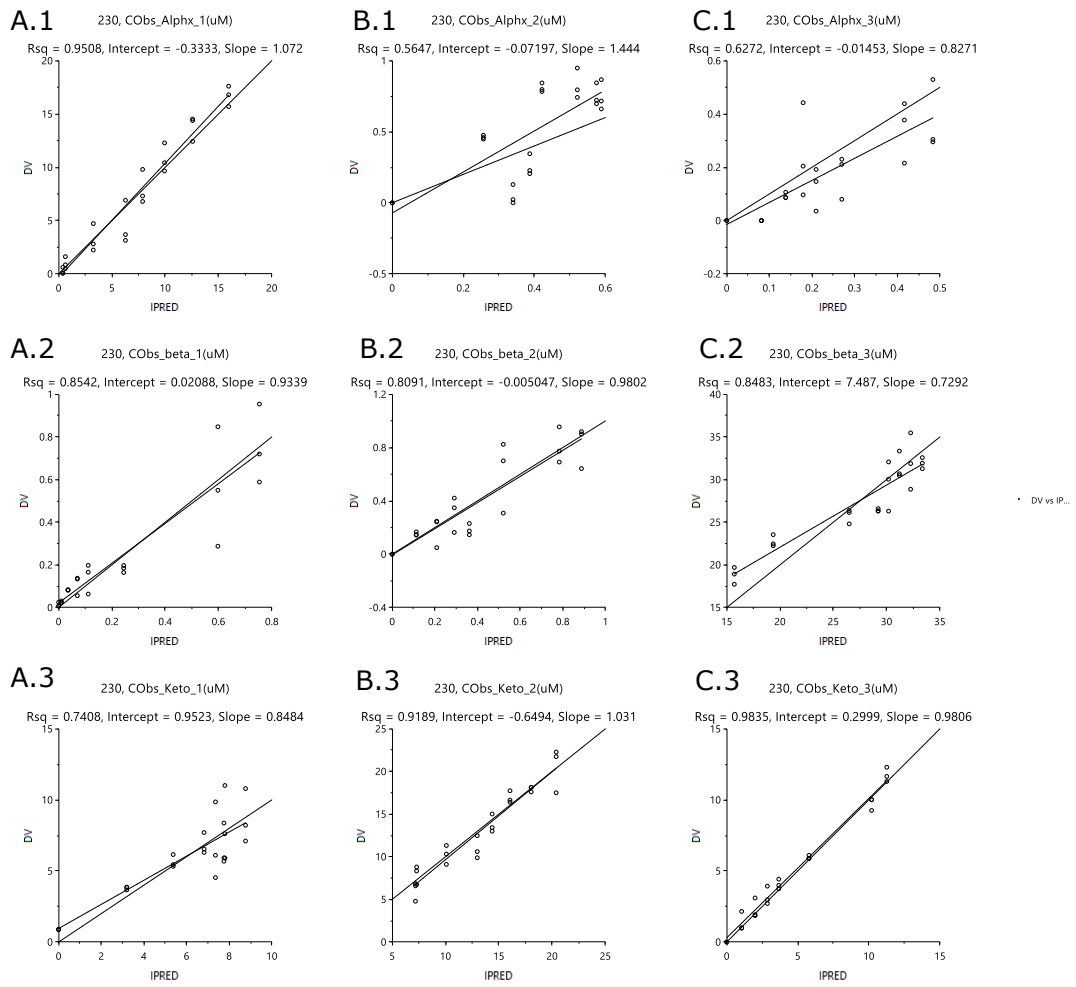 A.1
230, CObs_Alphx_1(uM)
Rsq = 0.9508, Intercept = -0.3333, Slope = 1.072
20
15
10
5
0
DV
0 5 10 15 20
IPRED
B.1
230, CObs_Alphx_2(uM)
Rsq = 0.5647, Intercept = -0.07197, Slope = 1.444
1
0.5
0
-0.5
DV
0 0.2 0.4 0.6
IPRED
C.1
230, CObs_Alphx_3(uM)
Rsq = 0.6272, Intercept = -0.01453, Slope = 0.8271
0.6
0.4
0.2
0
-0.2
DV
0 0.1 0.2 0.3 0.4 0.5
IPRED
A.2
230, CObs_beta_1(uM)
Rsq = 0.8542, Intercept = 0.02088, Slope = 0.9339
1
0.8
0.6
0.4
0.2
0
DV
0 0.2 0.4 0.6 0.8
IPRED
B.2
230, CObs_beta_2(uM)
Rsq = 0.8091, Intercept = -0.005047, Slope = 0.9802
1.2
0.8
0.4
0
-0.4
DV
0 0.2 0.4 0.6 0.8 1
IPRED
C.2
230, CObs_beta_3(uM)
Rsq = 0.8483, Intercept = 7.487, Slope = 0.7292
40
35
30
25
20
15
DV
15 20 25 30 35
IPRED
DV vs IP...
A.3
230, CObs_Keto_1(uM)
Rsq = 0.7408, Intercept = 0.9523, Slope = 0.8484
15
10
5
0
DV
0 2 4 6 8 10
IPRED
B.3
230, CObs_Keto_2(uM)
Rsq = 0.9189, Intercept = -0.6494, Slope = 1.031
25
20
15
10
5
0
DV
5 10 15 20 25
IPRED
C.3
230, CObs_Keto_3(uM)
Rsq = 0.9835, Intercept = 0.2999, Slope = 0.9806
15
10
5
0
DV
0 5 10 15
IPRED